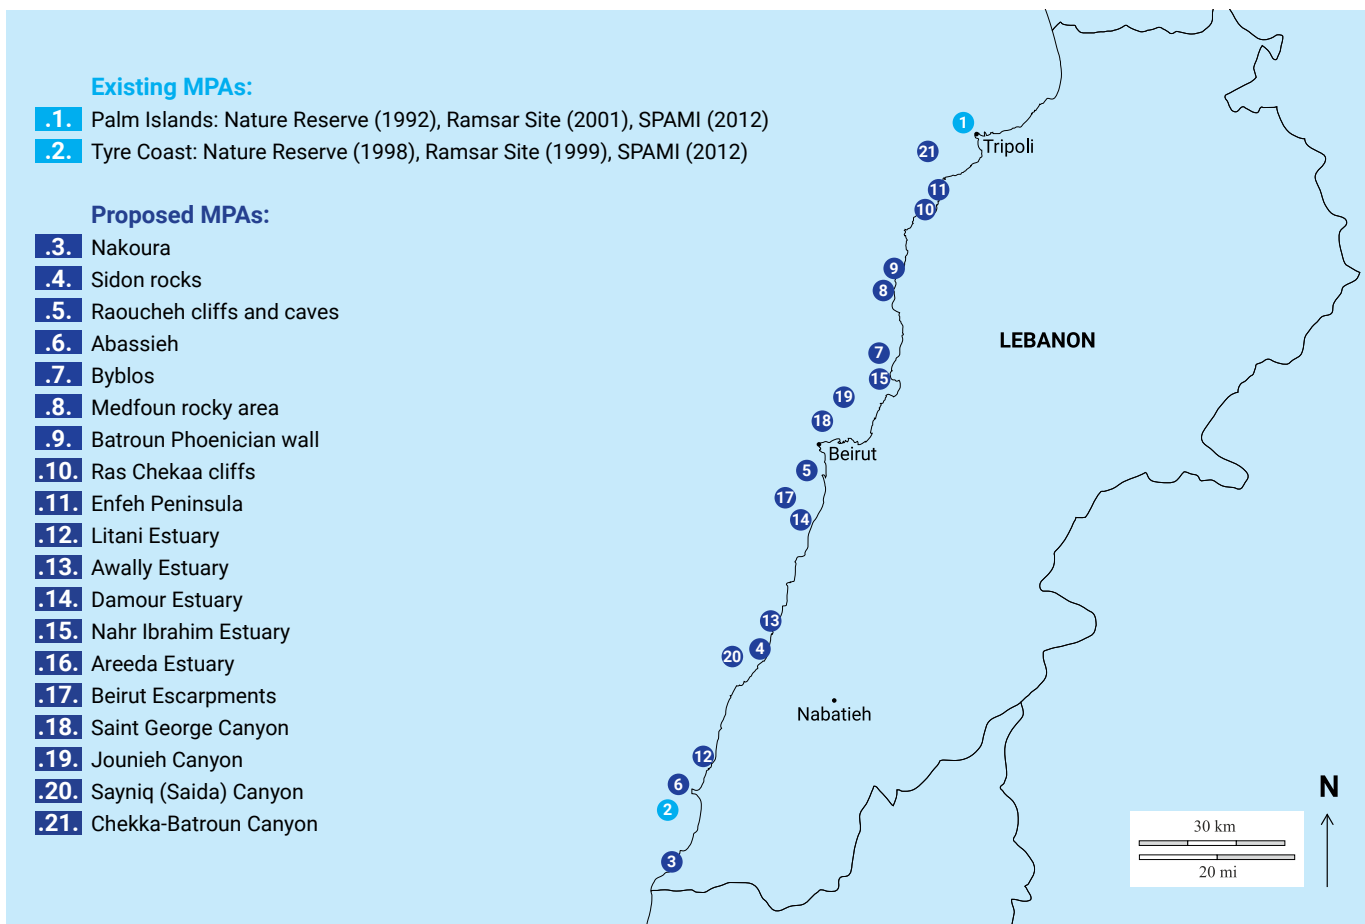 Existing MPAs:
.1. Palm Islands: Nature Reserve (1992), Ramsar Site (2001), SPAMI (2012)
.2. Tyre Coast: Nature Reserve (1998), Ramsar Site (1999), SPAMI (2012)
Proposed MPAs:
.3. Nakoura
.4. Sidon rocks
.5. Raoucheh cliffs and caves
.6. Abassieh
.7. Byblos
.8. Medfoun rocky area
.9. Batroun Phoenician wall
.10. Ras Chekaa cliffs
.11. Enfeh Peninsula
.12. Litani Estuary
.13. Awally Estuary
.14. Damour Estuary
.15. Nahr Ibrahim Estuary
.16. Areeda Estuary
.17. Beirut Escarpments
.18. Saint George Canyon
.19. Jounieh Canyon
.20. Sayniq (Saida) Canyon
.21. Chekka-Batroun Canyon
1
Tripoli
21
11
10
9
8
LEBANON
7
15
19
18
Beirut
5
17
14
13
4
20
Nabatieh
12
6
2
3
30 km
20 mi
N